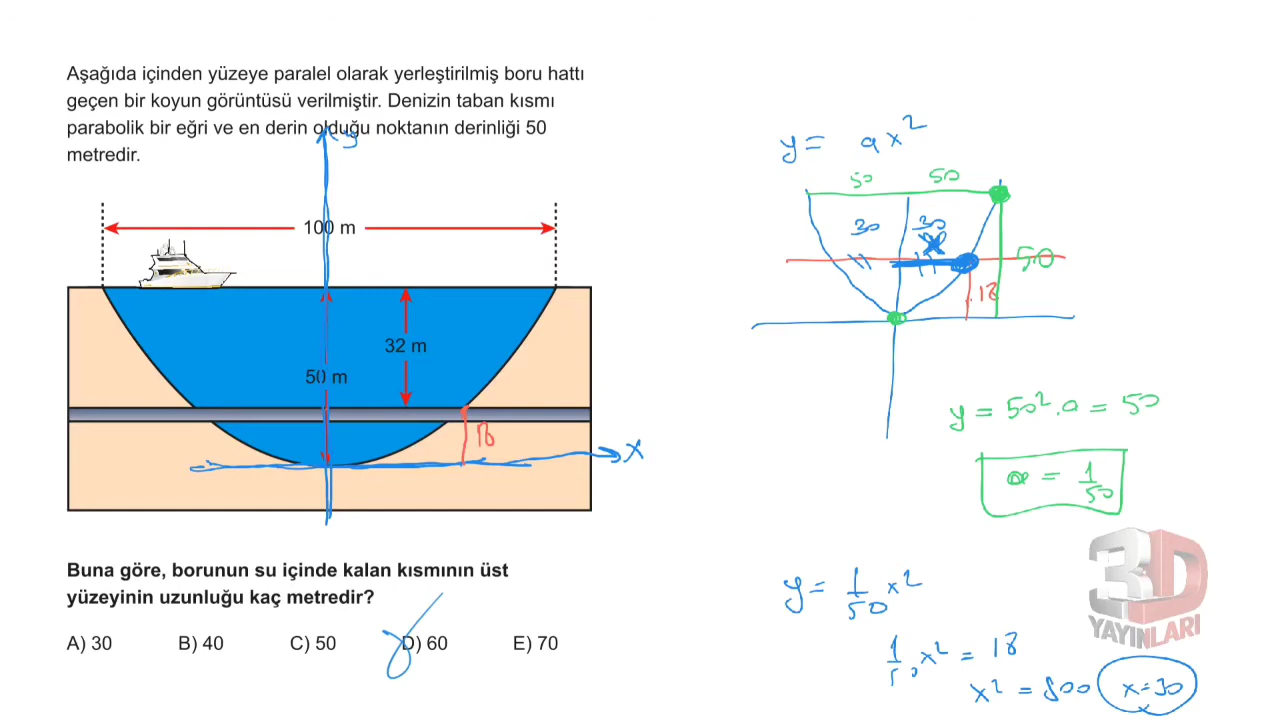 Aşağıda içinden yüzeye paralel olarak yerleştirilmiş boru hattı
geçen bir koyun görüntüsü verilmiştir. Denizin taban kısmı
parabolik bir eğri ve en derin olduğu noktanın derinliği 50
metredir.
y
100 m
32 m
50 m
18
x
Buna göre, borunun su içinde kalan kısmının üst
yüzeyinin uzunluğu kaç metredir?
A) 30 B) 40 C) 50 D) 60 E) 70
y = ax²
50 50
30 30
50
18
y = 50².a = 50
a = 1/50
y = 1/50 x²
1/50 x² = 18
x² = 900 x=30
3D
YAYINLARI